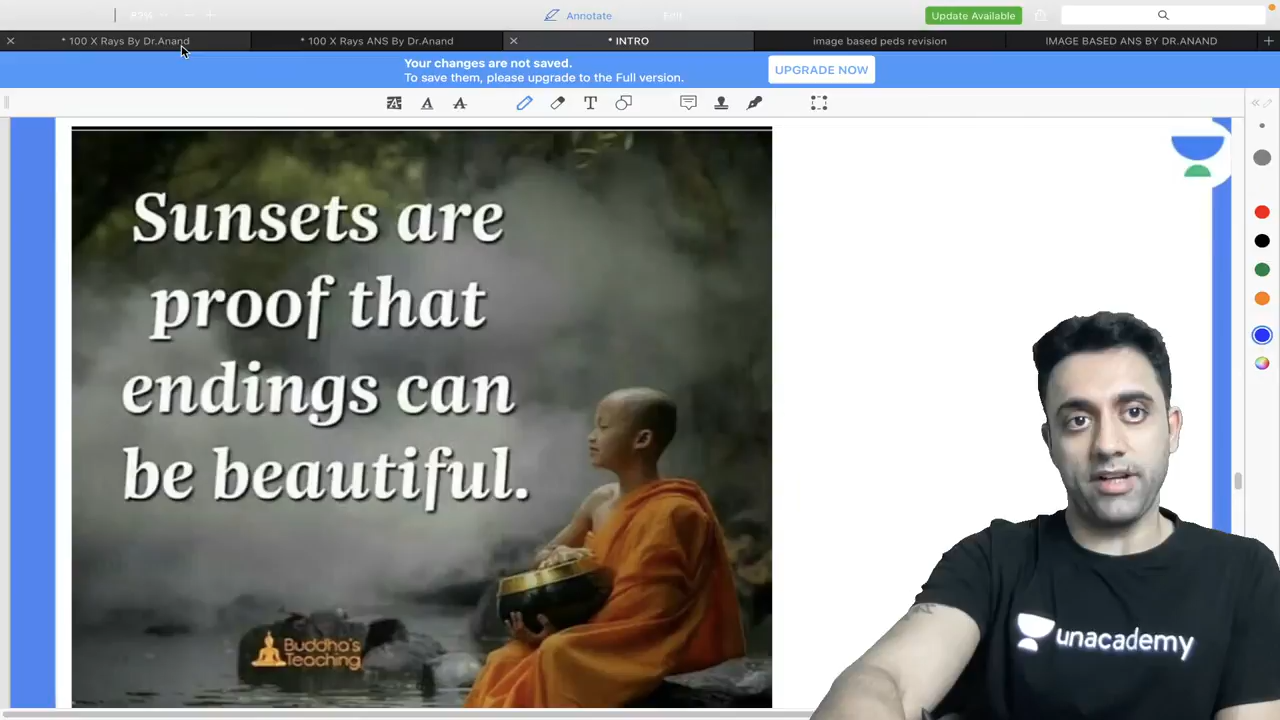 82%
Annotate
Edit
Update Available
* 100 X Rays By Dr.Anand
* 100 X Rays ANS By Dr.Anand
* INTRO
image based peds revision
IMAGE BASED ANS BY DR.ANAND
Your changes are not saved.
To save them, please upgrade to the Full version.
UPGRADE NOW
Sunsets are
proof that
endings can
be beautiful.
Buddha's
Teaching
unacademy